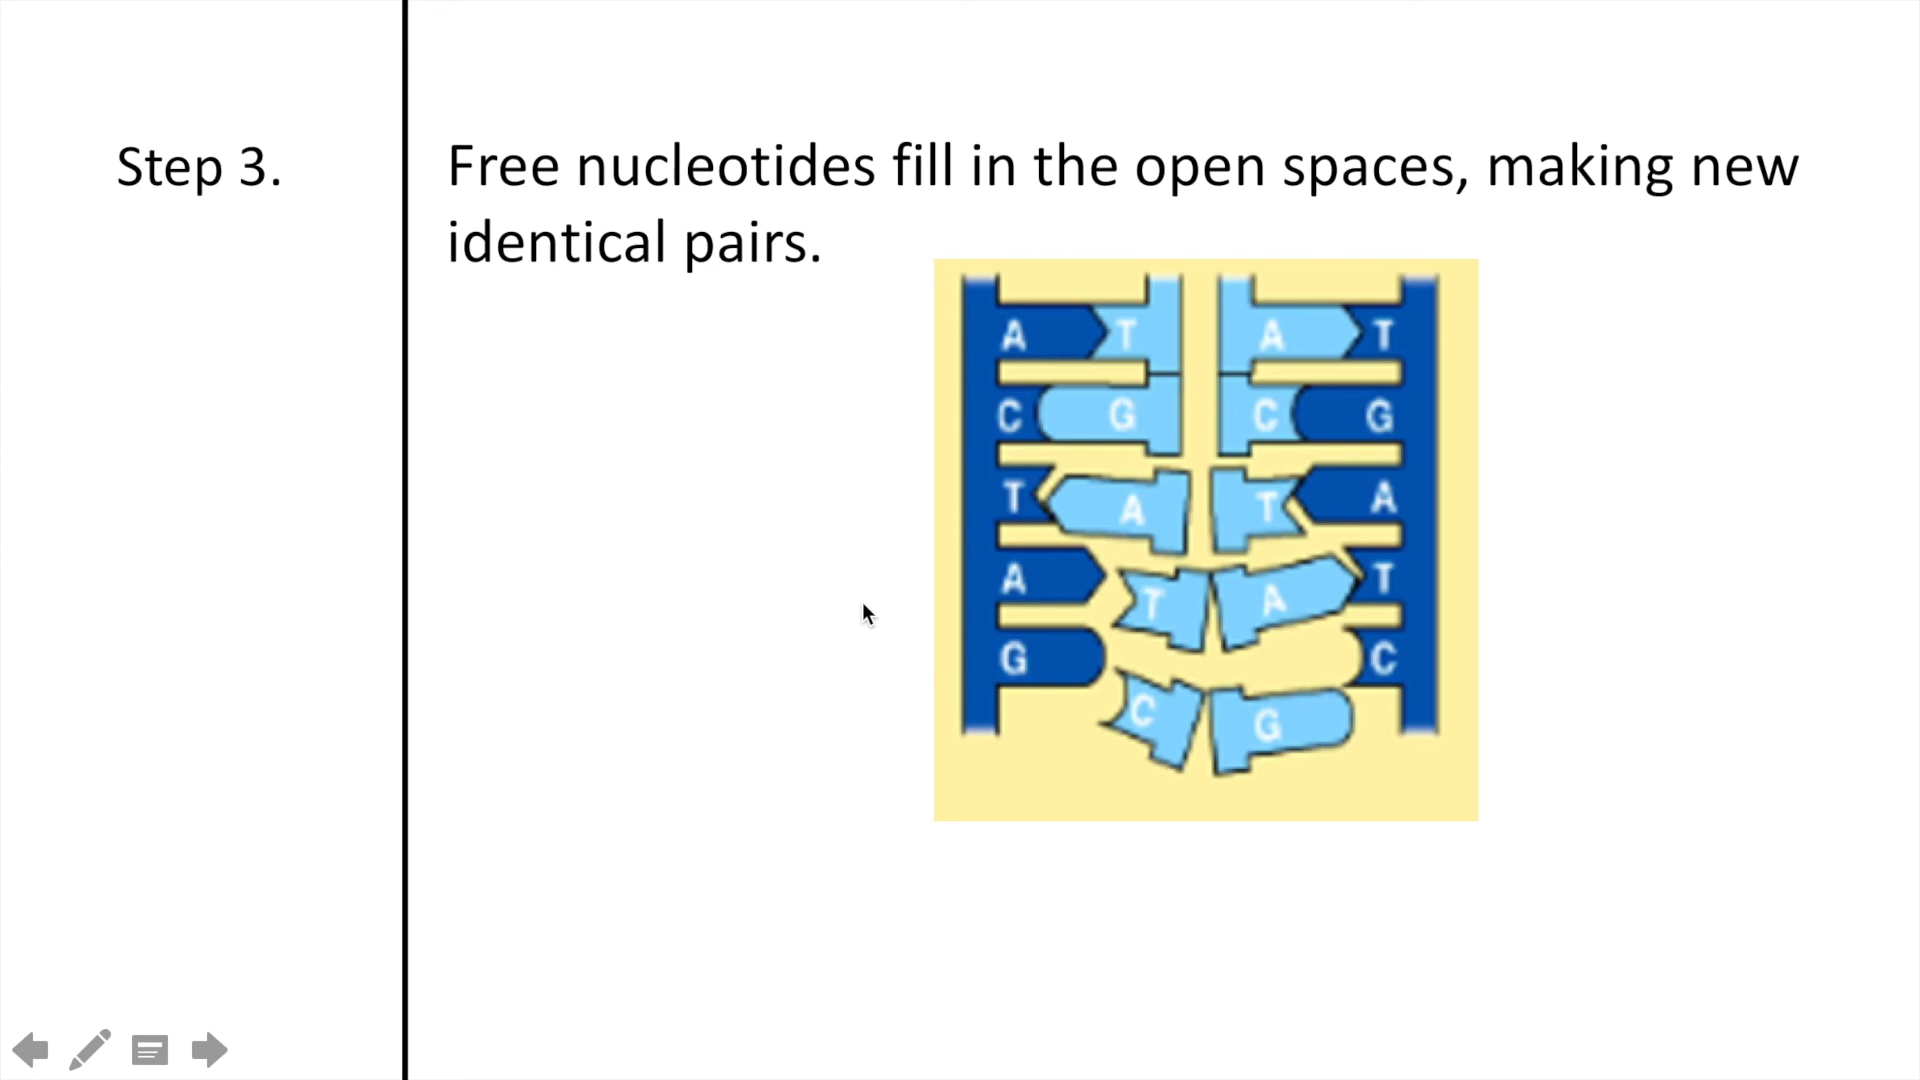 Step 3.
Free nucleotides fill in the open spaces, making new
identical pairs.
A T A T
C G C G
T A T A
A T A T
G C
C G